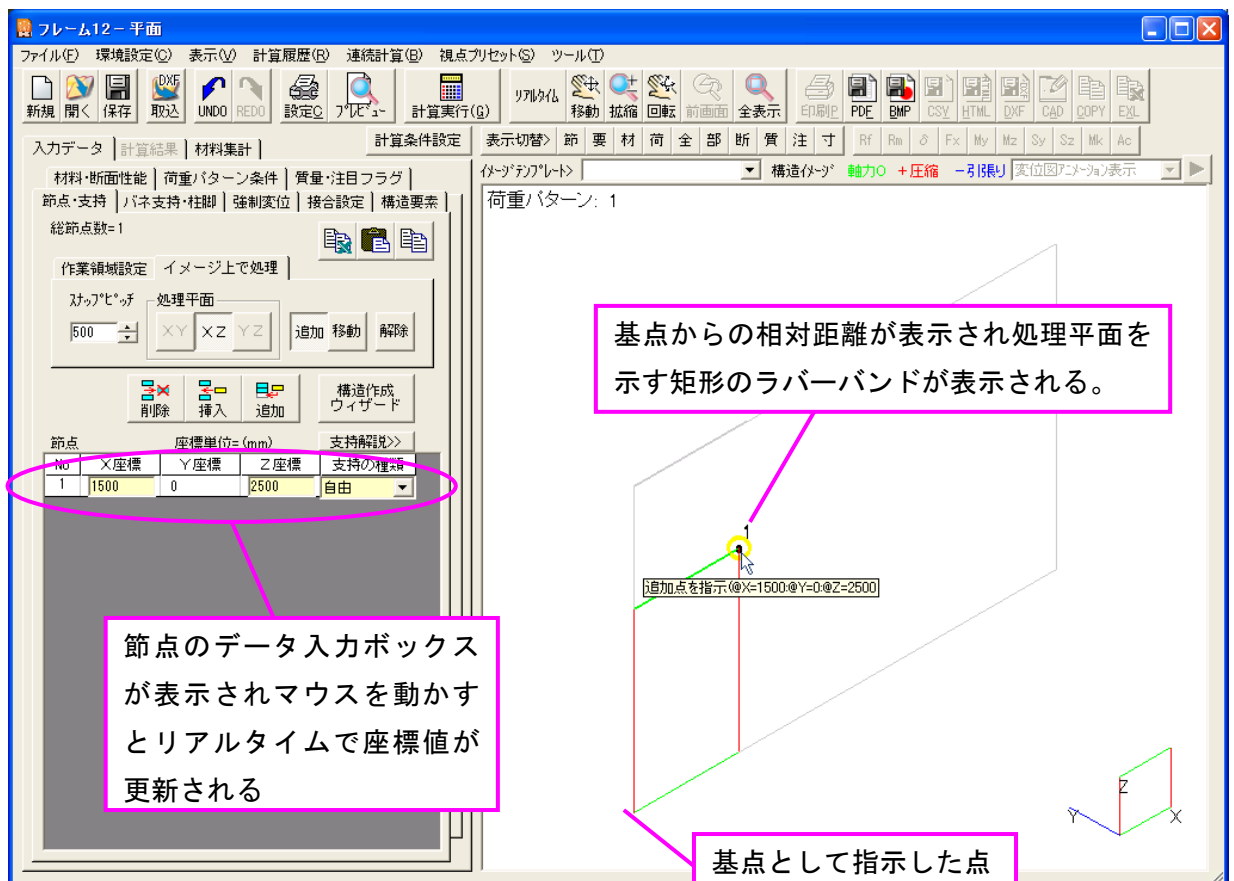 フレーム12－平面
ファイル(F) 環境設定(C) 表示(V) 計算履歴(R) 連続計算(B) 視点プリセット(S) ツール(T)
新規 開く 保存 DXF 取込 UNDO REDO 設定C プレビュー 計算実行(G) リアルタイム 移動 拡縮 回転 前画面 全表示 印刷P PDF BMP CSV HTML DXF CAD COPY EXL
入力データ 計算結果 材料集計 計算条件設定 表示切替> 節 要 材 荷 全 部 断 質 注 寸 Rf Rm δ Fx My Mz Sy Sz Mk Ac
イメージテンプレート> 構造イメージ 軸力0 +圧縮 -引張り 変位図アニメーション表示
材料・断面性能 荷重パターン条件 質量・注目フラグ
節点・支持 バネ支持・柱脚 強制変位 接合設定 構造要素
荷重パターン: 1
総節点数=1
作業領域設定 イメージ上で処理
スナップピッチ 処理平面
500 XY XZ YZ 追加 移動 解除
削除 挿入 追加 構造作成
ウィザード
節点 座標単位=(mm) 支持解説>>
No X座標 Y座標 Z座標 支持の種類
1 1500 0 2500 自由
基点からの相対距離が表示され処理平面を
示す矩形のラバーバンドが表示される。
1
追加点を指示(@X=1500:@Y=0:@Z=2500)
節点のデータ入力ボックス
が表示されマウスを動かす
とリアルタイムで座標値が
更新される
Z
Y X
基点として指示した点